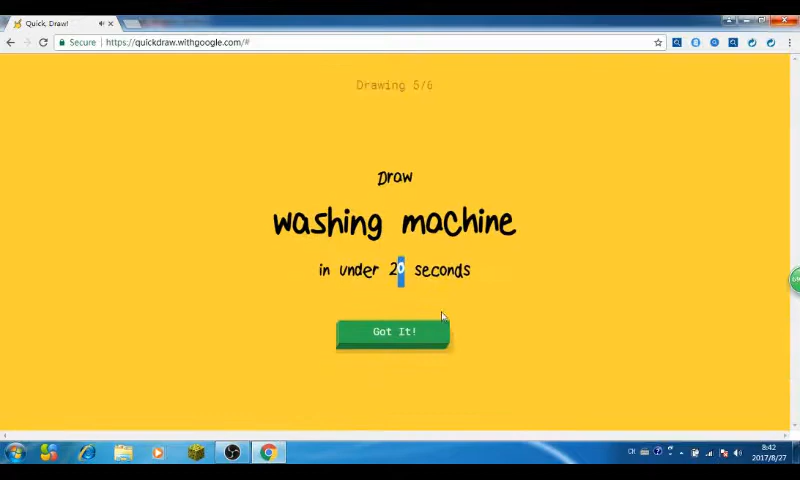 Quick, Draw!
Secure
https://quickdraw.withgoogle.com/#
Drawing 5/6
Draw
washing machine
in under 20 seconds
Got It!
CH
8:42
2017/8/27